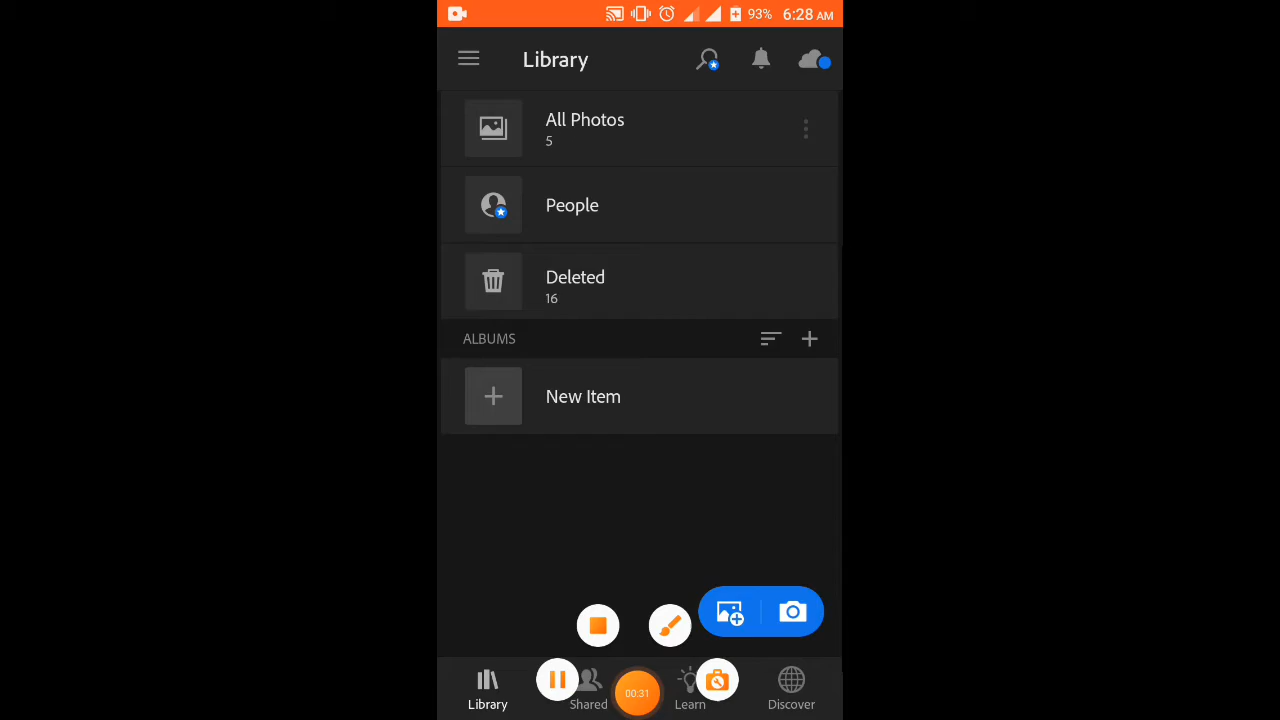 93% 6:28 AM
Library
All Photos
5
People
Deleted
16
ALBUMS
New Item
00:31
Library Shared Learn Discover